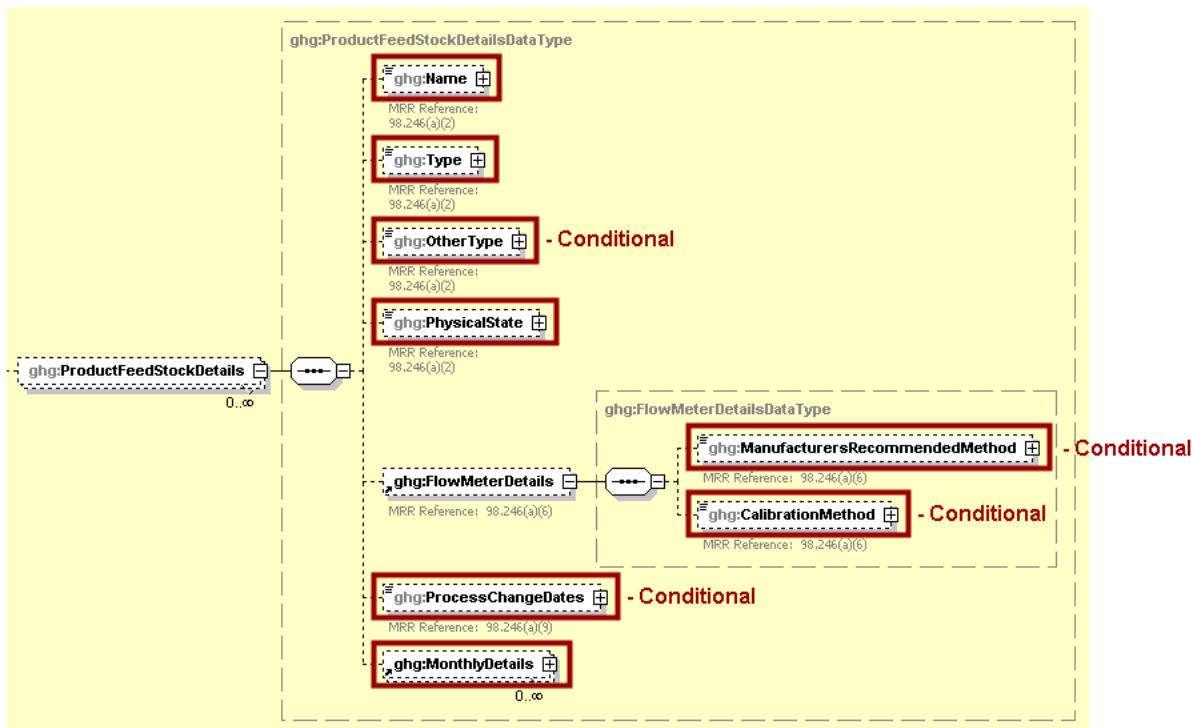 ghg:ProductFeedStockDetailsDataType
ghg:Name
MRR Reference:
98.246(a)(2)
ghg:Type
MRR Reference:
98.246(a)(2)
ghg:OtherType - Conditional
MRR Reference:
98.246(a)(2)
ghg:PhysicalState
MRR Reference:
98.246(a)(2)
ghg:ProductFeedStockDetails
0..∞
ghg:FlowMeterDetailsDataType
ghg:ManufacturersRecommendedMethod - Conditional
MRR Reference: 98.246(a)(6)
ghg:FlowMeterDetails
MRR Reference: 98.246(a)(6)
ghg:CalibrationMethod - Conditional
MRR Reference: 98.246(a)(6)
ghg:ProcessChangeDates - Conditional
MRR Reference: 98.246(a)(9)
ghg:MonthlyDetails
0..∞